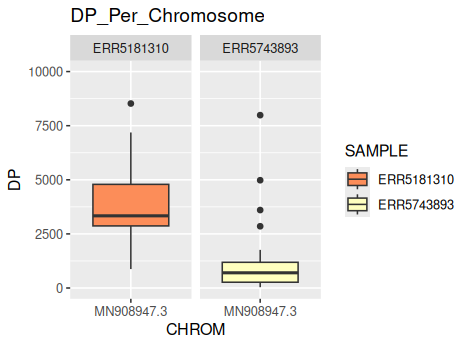 DP_Per_Chromosome
ERR5181310 ERR5743893
10000
7500
5000
2500
0
DP
MN908947.3 MN908947.3
CHROM
SAMPLE
ERR5181310
ERR5743893